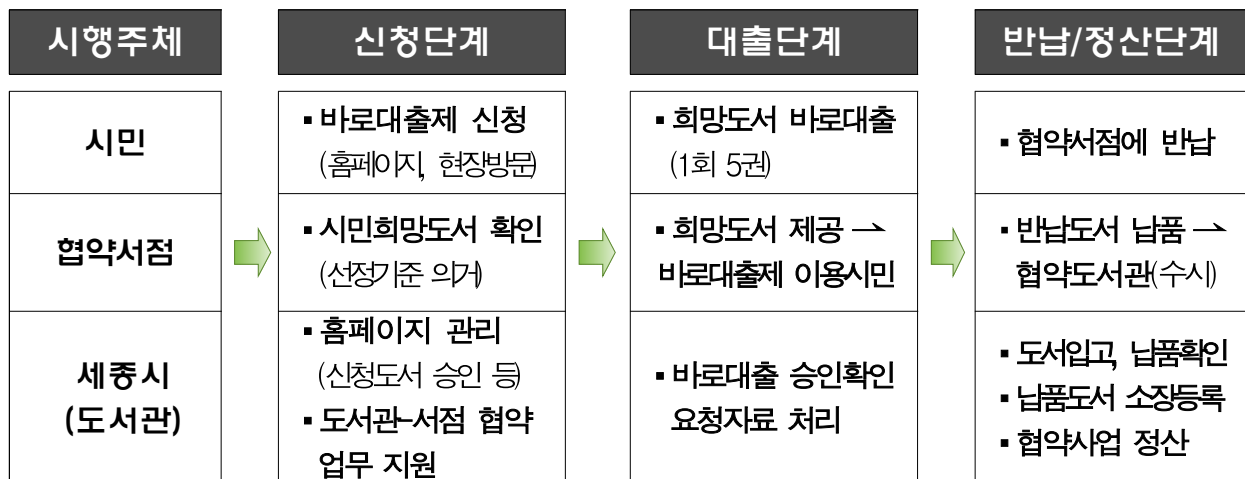 시행주체
신청단계
대출단계
반납/정산단계
시민
▪ 바로대출제 신청
(홈페이지, 현장방문)
▪ 희망도서 바로대출
(1회 5권)
▪ 협약서점에 반납
협약서점
▪ 시민희망도서 확인
(선정기준 의거)
▪ 희망도서 제공 →
바로대출제 이용시민
▪ 반납도서 납품 →
협약도서관(수시)
세종시
(도서관)
▪ 홈페이지 관리
(신청도서 승인 등)
▪ 도서관-서점 협약
업무 지원
▪ 바로대출 승인확인
요청자료 처리
▪ 도서입고, 납품확인
▪ 납품도서 소장등록
▪ 협약사업 정산